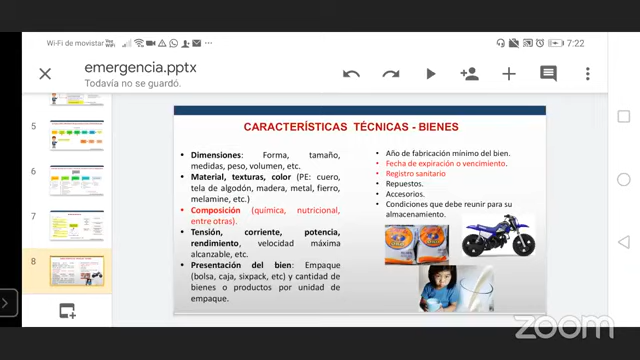 Wi-Fi de movistar Voy WiFi
7:22
emergencia.pptx
Todavía no se guardó.
5
6
7
8
CARACTERÍSTICAS TÉCNICAS - BIENES
• Dimensiones: Forma, tamaño,
medidas, peso, volumen, etc.
• Material, texturas, color (PE: cuero,
tela de algodón, madera, metal, fierro,
melamine, etc.)
• Composición (química, nutricional,
entre otras).
• Tensión, corriente, potencia,
rendimiento, velocidad máxima
alcanzable, etc.
• Presentación del bien: Empaque
(bolsa, caja, sixpack, etc) y cantidad de
bienes o productos por unidad de
empaque.
• Año de fabricación mínimo del bien.
• Fecha de expiración o vencimiento.
• Registro sanitario
• Repuestos.
• Accesorios.
• Condiciones que debe reunir para su
almacenamiento.
zoom